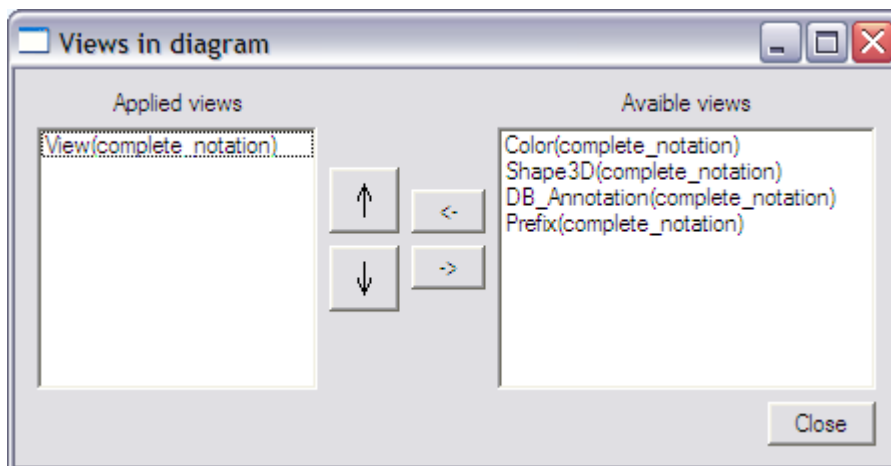 Views in diagram
Applied views
Avaible views
View(complete_notation)
Color(complete_notation)
Shape3D(complete_notation)
DB_Annotation(complete_notation)
Prefix(complete_notation)
↑
<-
↓
->
Close